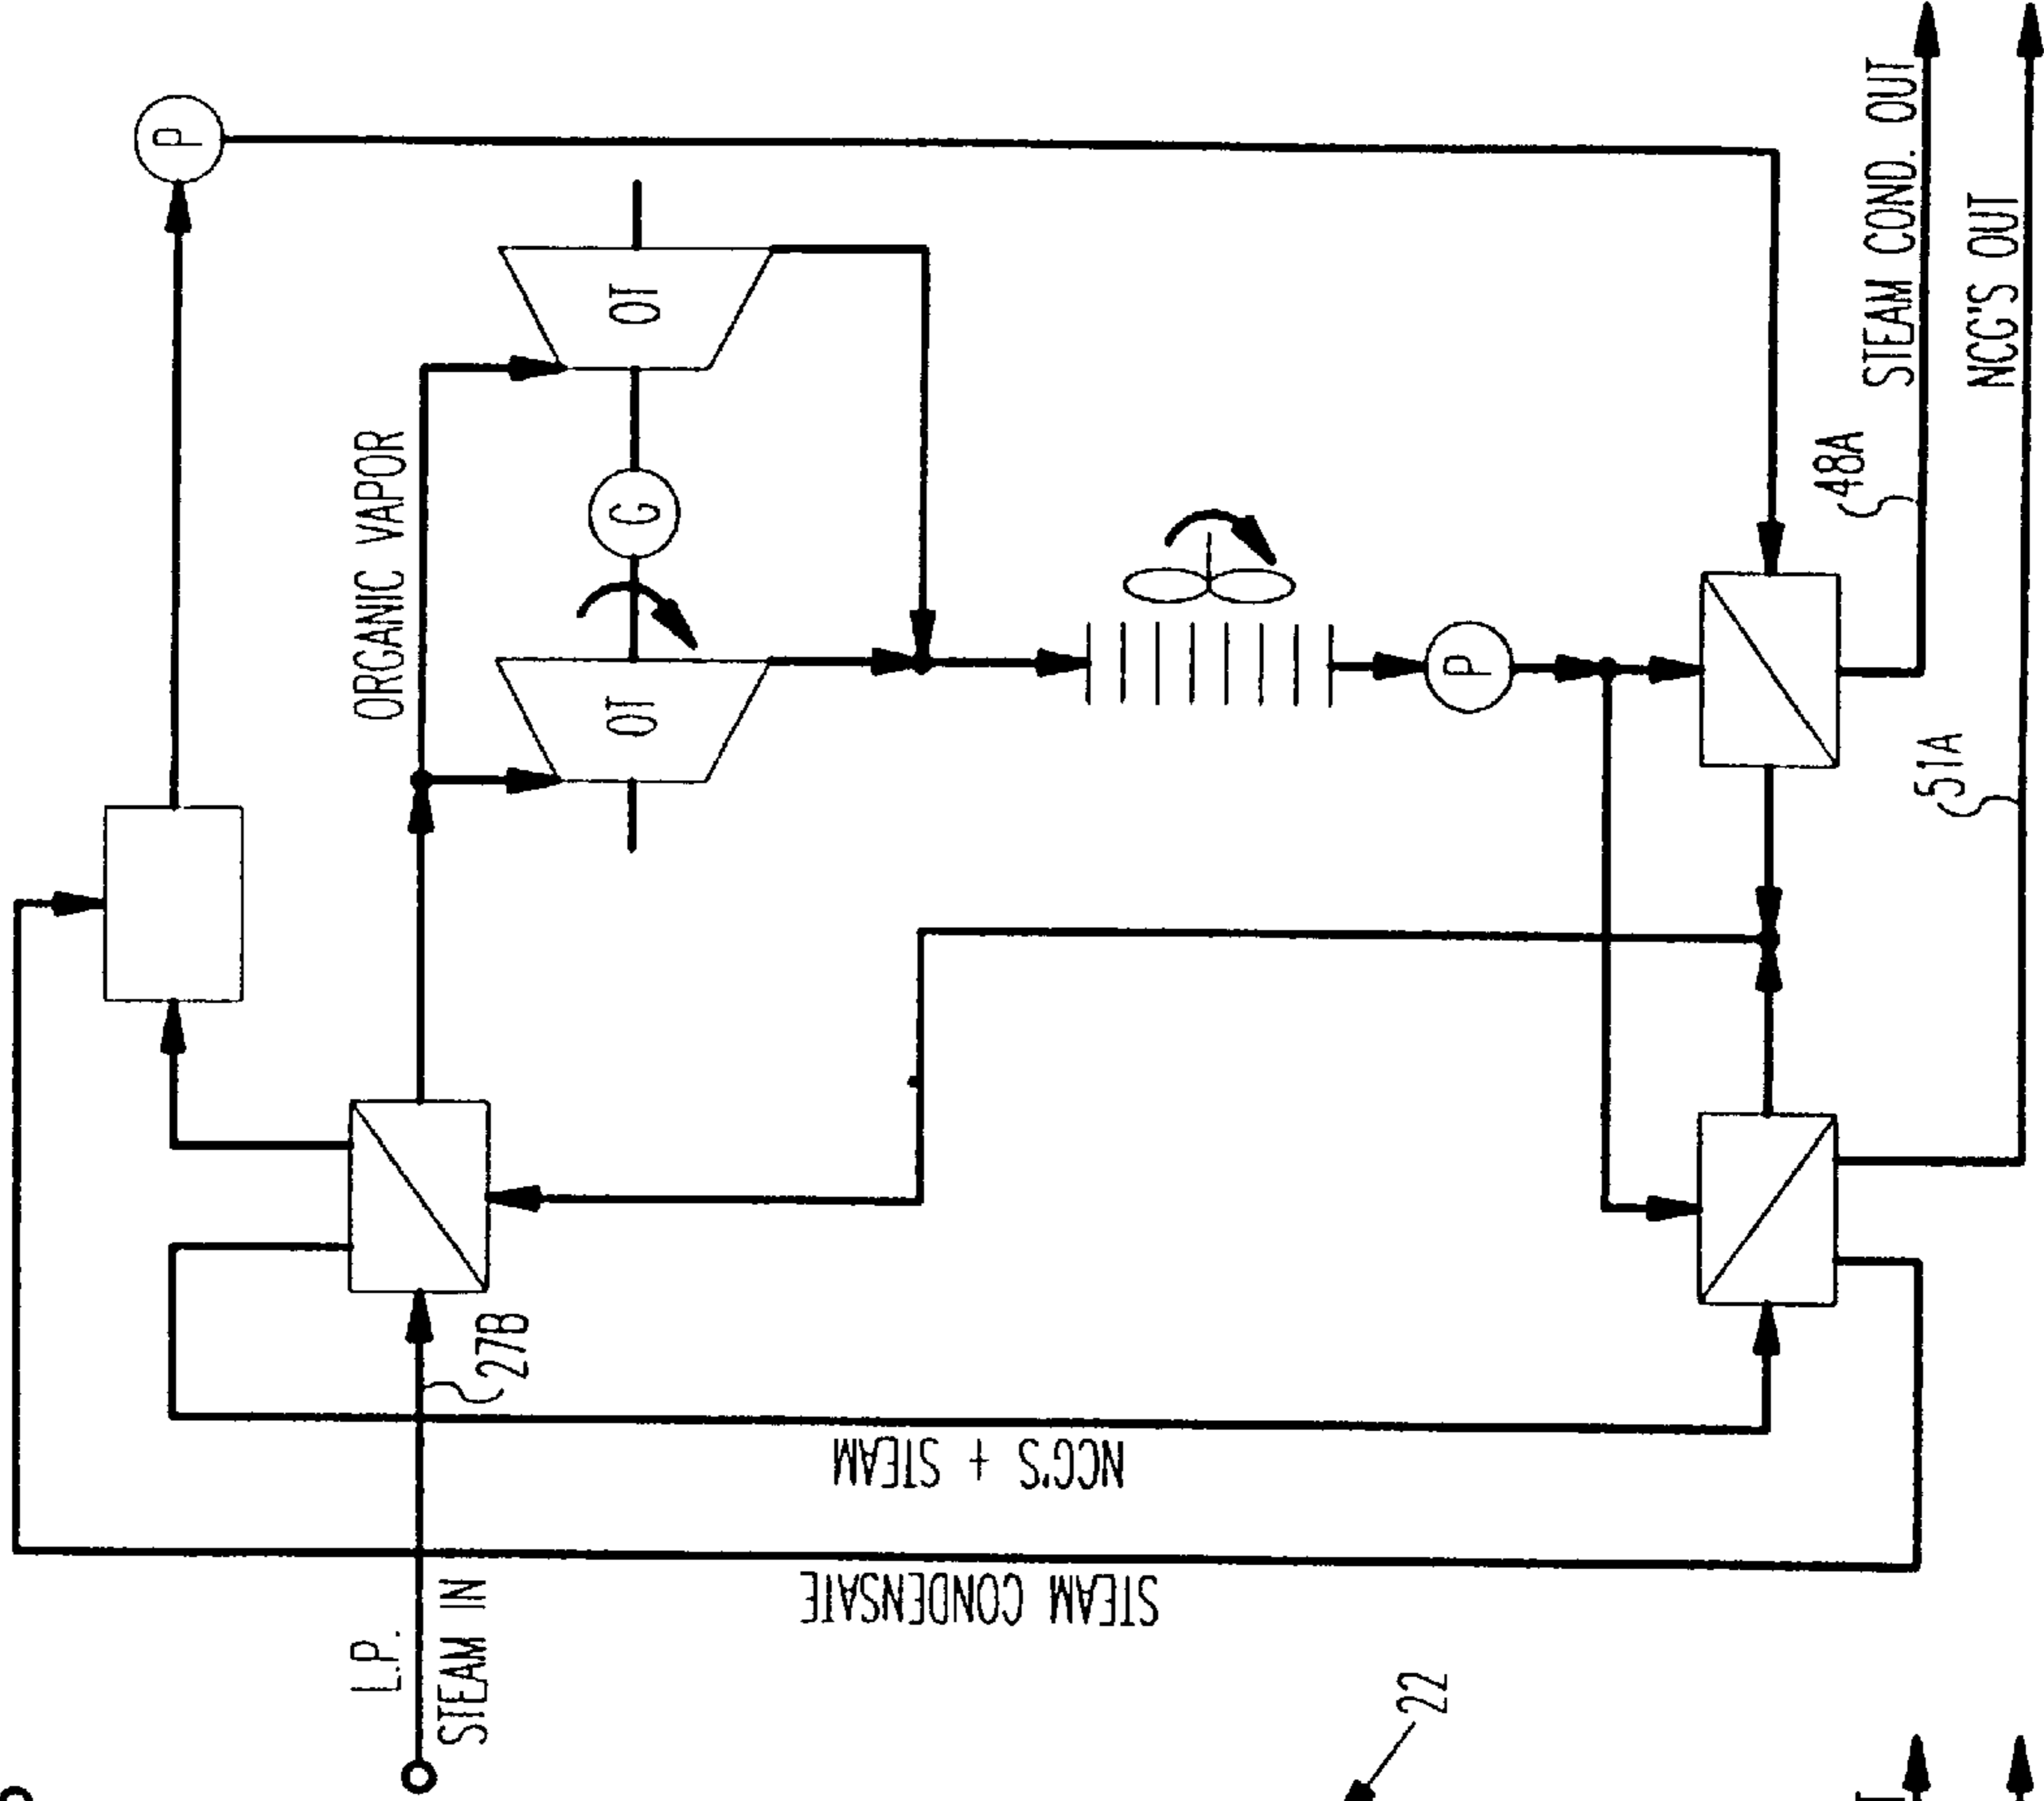 P
ORGANIC VAPOR
OT
G
OT
P
STEAM COND. OUT
NCG'S OUT
48A
51A
27B
L.P.
STEAM IN
NCG'S + STEAM
STEAM CONDENSATE
22